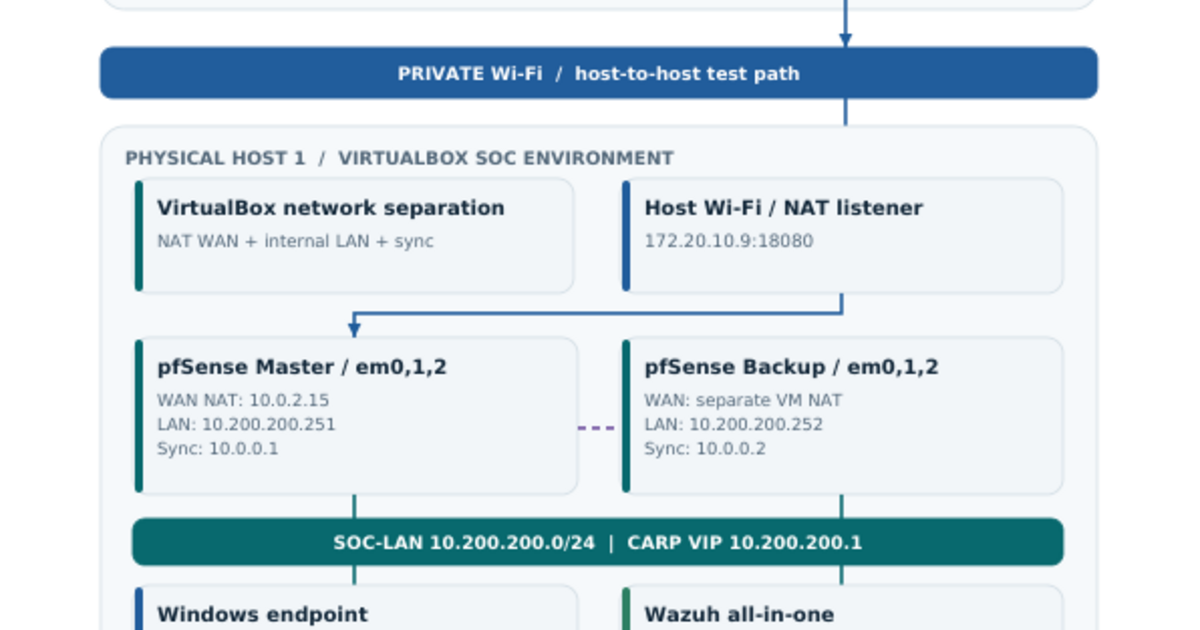 PRIVATE Wi-Fi / host-to-host test path
PHYSICAL HOST 1 / VIRTUALBOX SOC ENVIRONMENT
VirtualBox network separation
NAT WAN + internal LAN + sync
Host Wi-Fi / NAT listener
172.20.10.9:18080
pfSense Master / em0,1,2
WAN NAT: 10.0.2.15
LAN: 10.200.200.251
Sync: 10.0.0.1
pfSense Backup / em0,1,2
WAN: separate VM NAT
LAN: 10.200.200.252
Sync: 10.0.0.2
SOC-LAN 10.200.200.0/24 | CARP VIP 10.200.200.1
Windows endpoint
Wazuh all-in-one